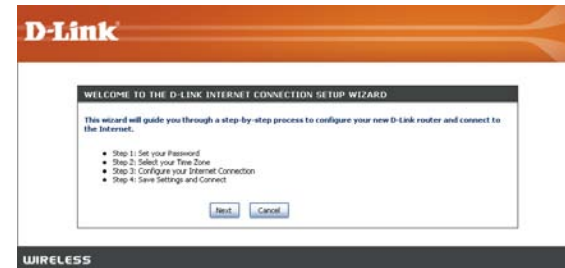 D-Link
WELCOME TO THE D-LINK INTERNET CONNECTION SETUP WIZARD
This wizard will guide you through a step-by-step process to configure your new D-Link router and connect to
the Internet.
Step 1: Set your Password
Step 2: Select your Time Zone
Step 3: Configure your Internet Connection
Step 4: Save Settings and Connect
Next Cancel
WIRELESS